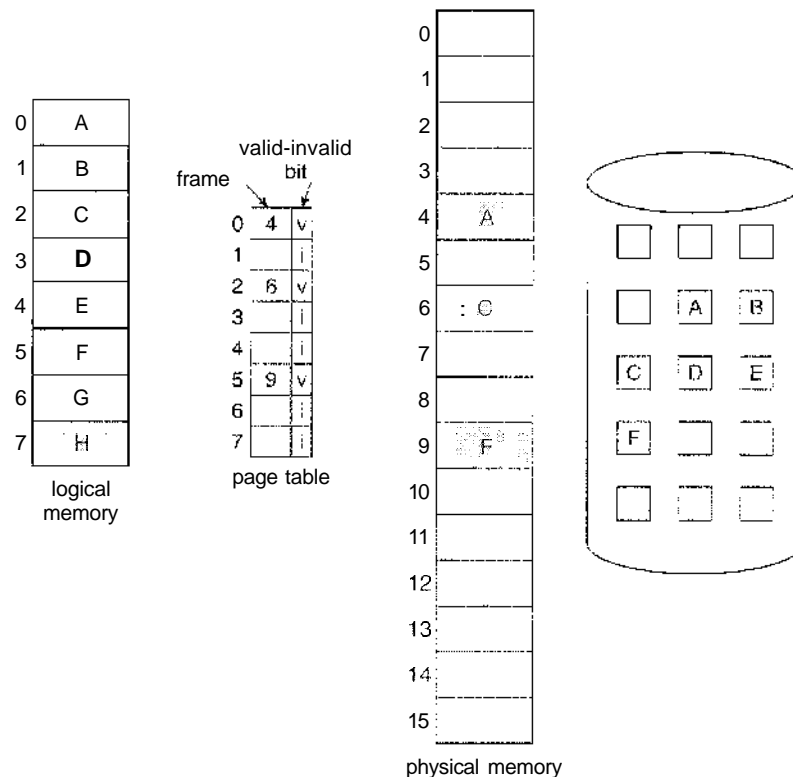 0 A
1 B
2 C
3 D
4 E
5 F
6 G
7 H
logical
memory
valid-invalid
bit
frame
0 4 v
1 i
2 6 v
3 i
4 i
5 9 v
6 i
7 i
page table
0
1
2
3
4 A
5
6 : C
7
8
9 F
10
11
12
13
14
15
physical memory
A B
C D E
F